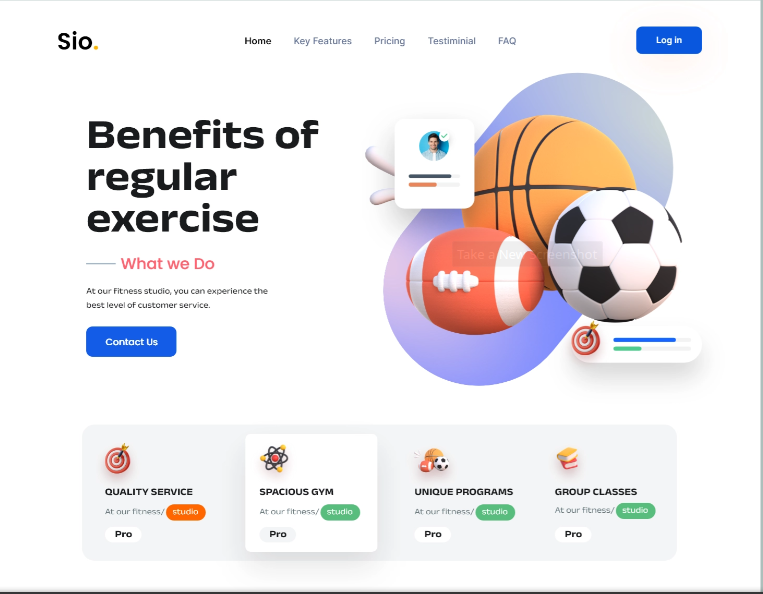 Sio.
Home Key Features Pricing Testiminial FAQ
Log in
Benefits of
regular
exercise
What we Do
At our fitness studio, you can experience the
best level of customer service.
Contact Us
Take a New Screenshot
QUALITY SERVICE
At our fitness/ studio
Pro
SPACIOUS GYM
At our fitness/ studio
Pro
UNIQUE PROGRAMS
At our fitness/ studio
Pro
GROUP CLASSES
At our fitness/ studio
Pro